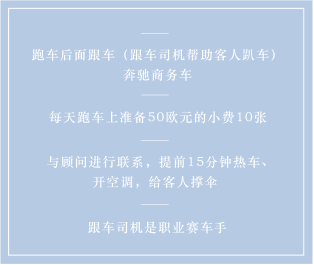 跑车后面跟车（跟车司机帮助客人趴车）
奔驰商务车
每天跑车上准备50欧元的小费10张
与顾问进行联系，提前15分钟热车、
开空调，给客人撑伞
跟车司机是职业赛车手